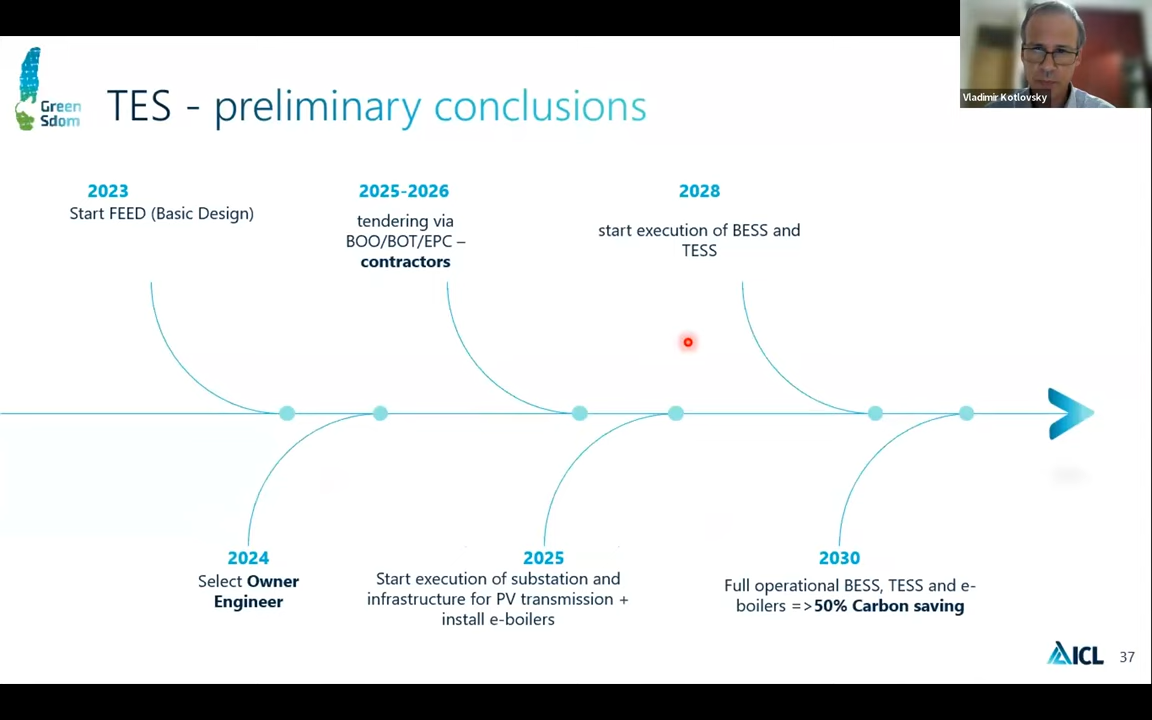 Green
Sdom
TES - preliminary conclusions
Vladimir Kotlovsky
2023
Start FEED (Basic Design)
2025-2026
tendering via
BOO/BOT/EPC –
contractors
2028
start execution of BESS and
TESS
2024
Select Owner
Engineer
2025
Start execution of substation and
infrastructure for PV transmission +
install e-boilers
2030
Full operational BESS, TESS and e-
boilers =>50% Carbon saving
ICL
37